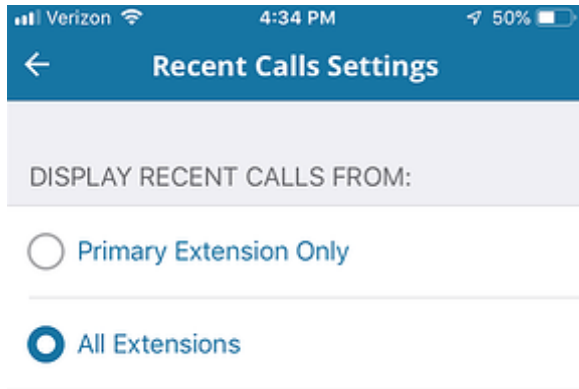 Verizon 4:34 PM 50%
Recent Calls Settings
DISPLAY RECENT CALLS FROM:
Primary Extension Only
All Extensions